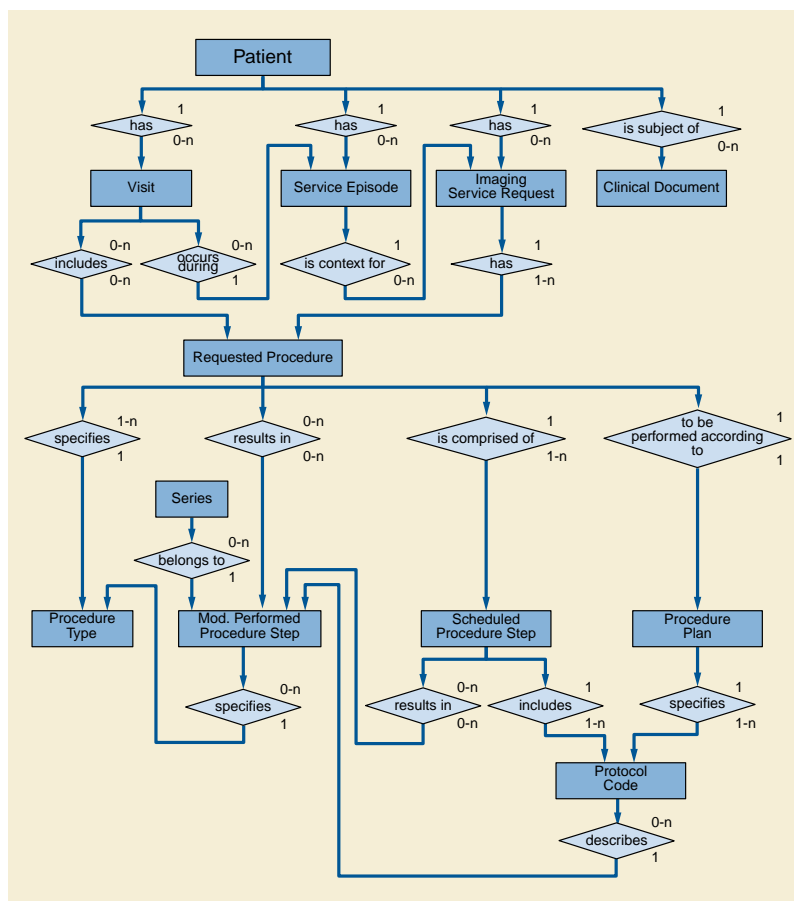 Patient
1
1
1
1
has
has
has
is subject of
0-n
0-n
0-n
0-n
Visit
Service Episode
Imaging
Service Request
Clinical Document
0-n
0-n
1
1
includes
occurs
during
is context for
has
0-n
1
0-n
1-n
Requested Procedure
1-n
0-n
1
1
specifies
results in
is comprised of
to be
performed according
to
1
0-n
1-n
1
Series
0-n
belongs to
1
Procedure
Type
Mod. Performed
Procedure Step
Scheduled
Procedure Step
Procedure
Plan
0-n
0-n
1
1
specifies
results in
includes
specifies
1
0-n
1-n
1-n
Protocol
Code
0-n
describes
1